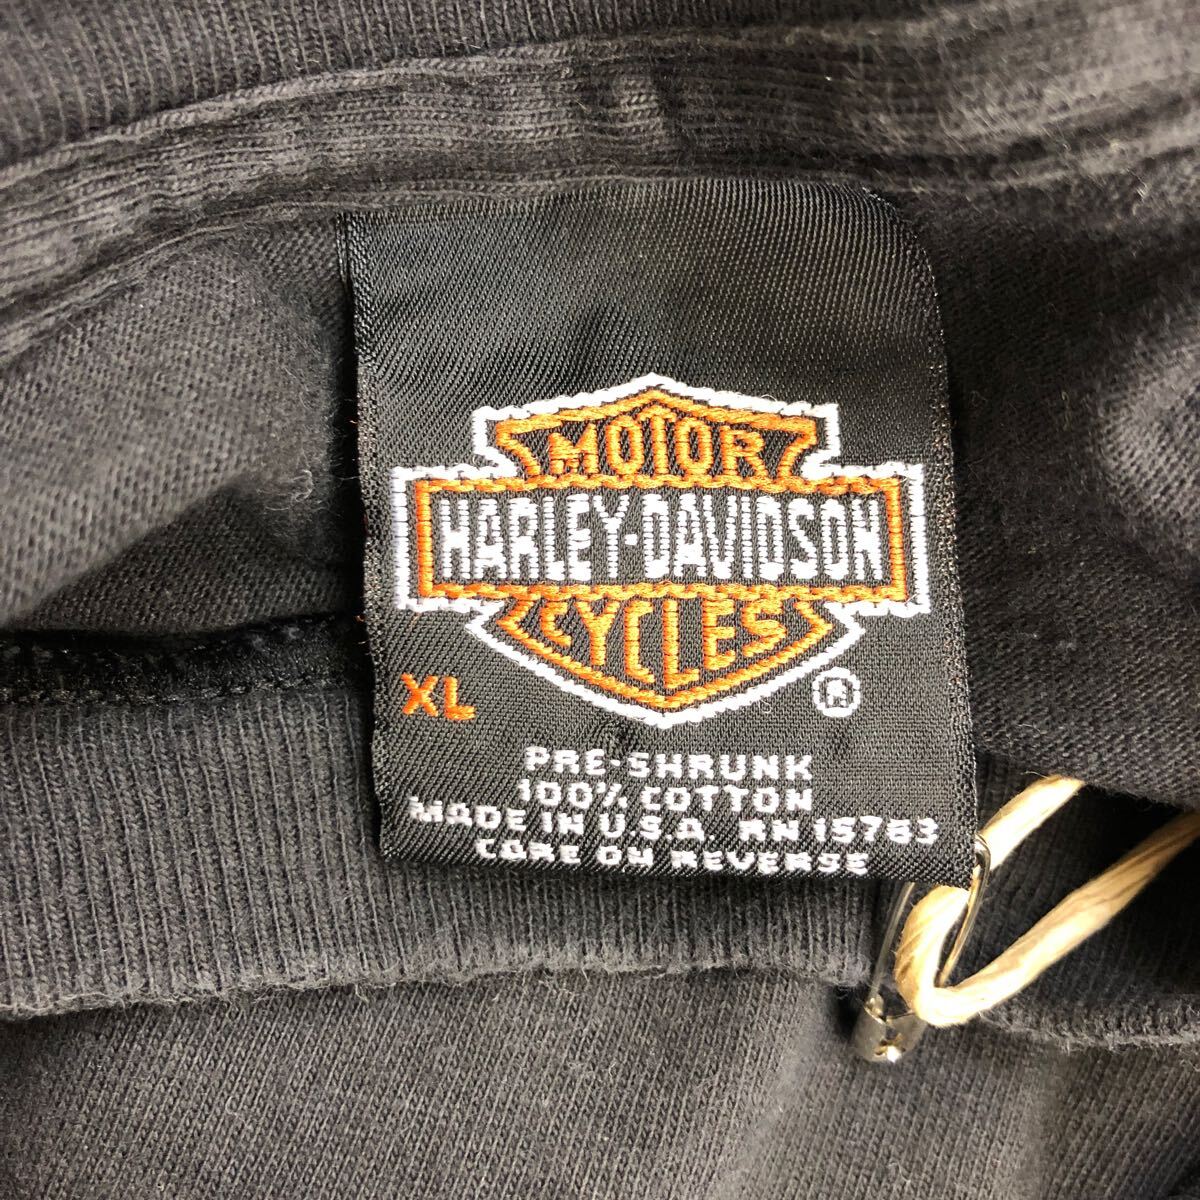 MOTOR
HARLEY-DAVIDSON
CYCLES
XL ®
PRE-SHRUNK
100% COTTON
MADE IN U.S.A. RN 15763
CARE ON REVERSE